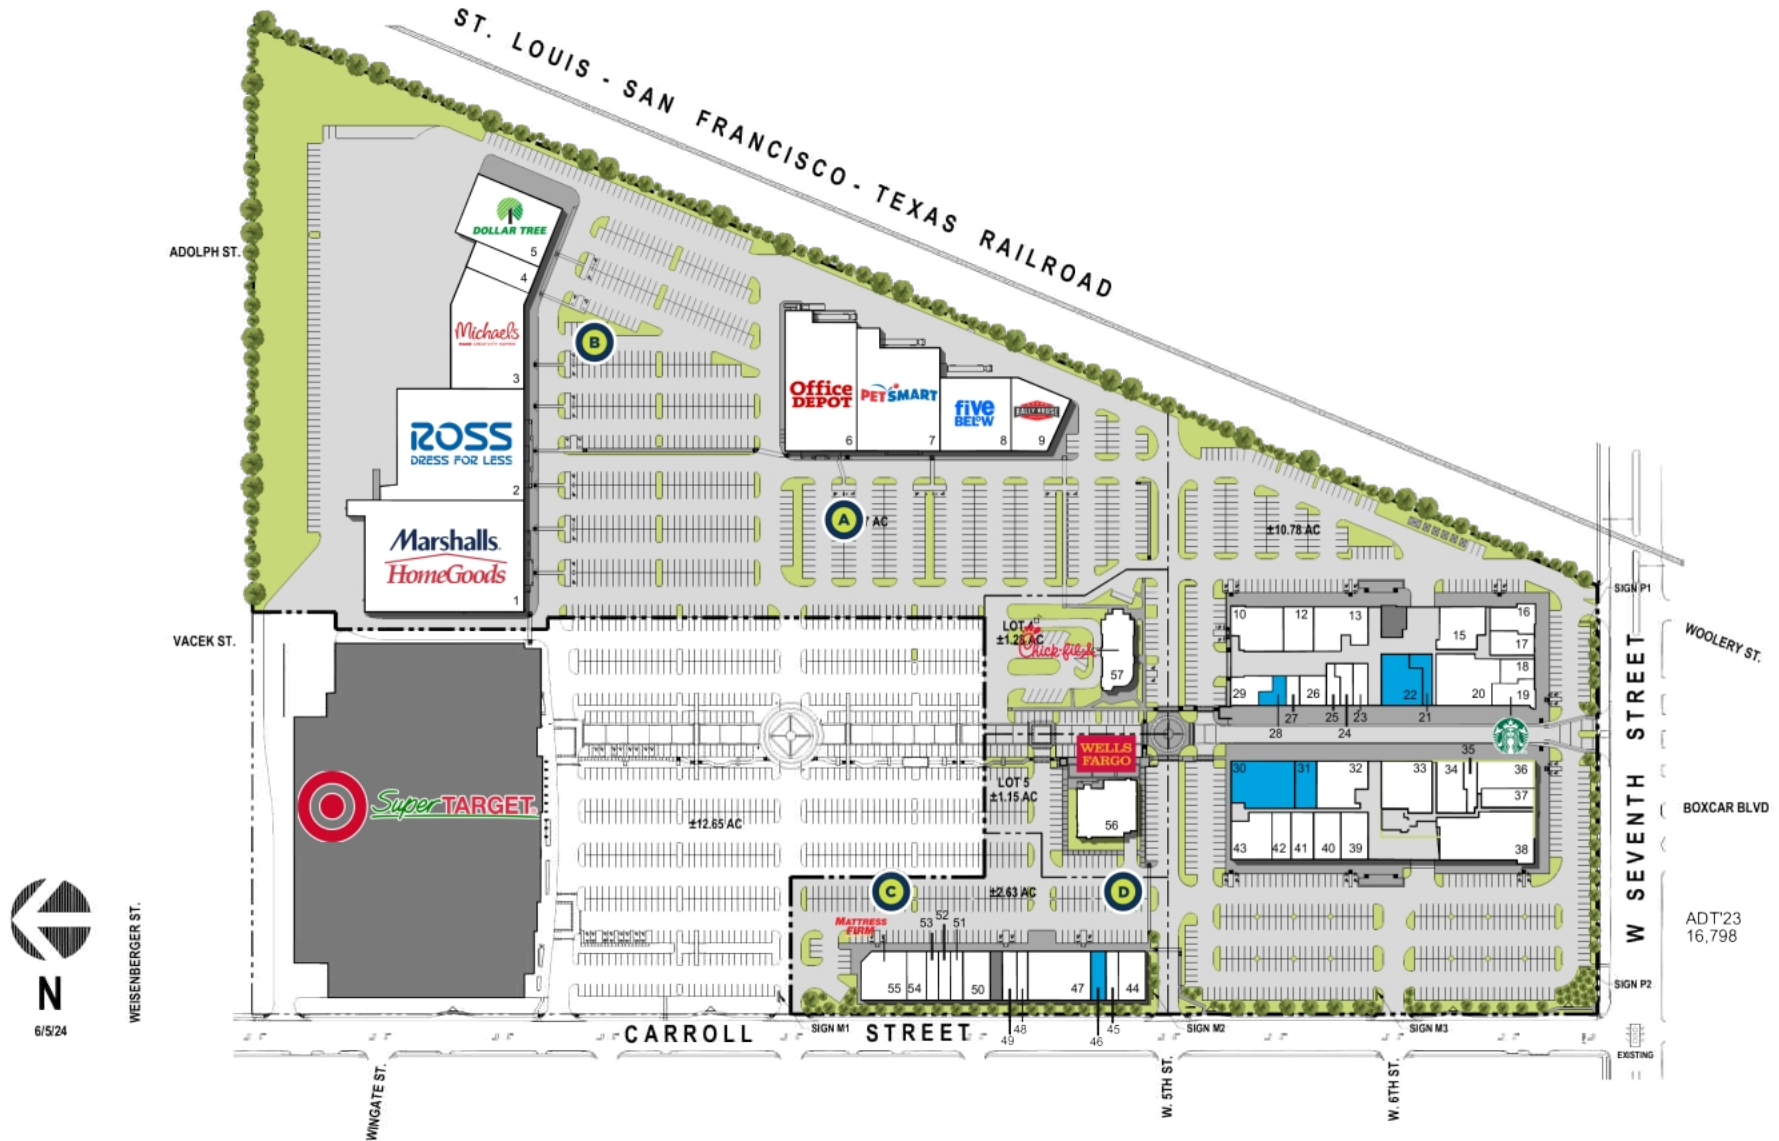 ST. LOUIS - SAN FRANCISCO - TEXAS RAILROAD
ADOLPH ST.
DOLLAR TREE
5
4
Michaels
3
B
ROSS
DRESS FOR LESS
2
Marshalls.
HomeGoods
1
Office
DEPOT
6
PETSMART
7
five
BELOW
8
RALLY HOUSE
9
A
AC
±10.78 AC
SIGN P1
VACEK ST.
LOT 4
±1.28 AC
Chick-fil-A
57
10
12
13
15
16
17
18
19
20
29
26
22
27
25
23
21
28
24
WOOLERY ST.
WELLS
FARGO
LOT 5
±1.15 AC
56
35
30
31
32
33
34
36
37
43
42
41
40
39
38
BOXCAR BLVD
W SEVENTH STREET
Super TARGET.
±12.65 AC
C
±2.63 AC
D
MATTRESS
FIRM
53
52
51
55
54
50
47
44
49
48
46
45
ADT'23
16,798
SIGN P2
N
6/5/24
WEISENBERGER ST.
CARROLL STREET
SIGN M1
SIGN M2
SIGN M3
EXISTING
WINGATE ST.
W. 5TH ST.
W. 6TH ST.